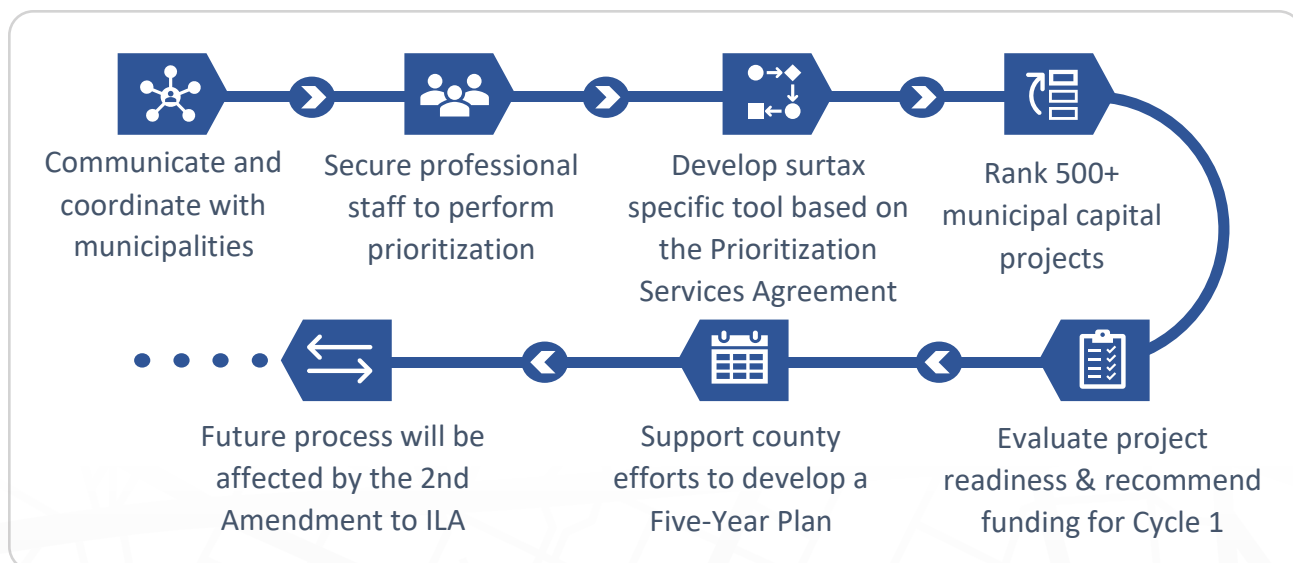 Communicate and
coordinate with
municipalities
Secure professional
staff to perform
prioritization
Develop surtax
specific tool based on
the Prioritization
Services Agreement
Rank 500+
municipal capital
projects
Evaluate project
readiness & recommend
funding for Cycle 1
Support county
efforts to develop a
Five-Year Plan
Future process will be
affected by the 2nd
Amendment to ILA